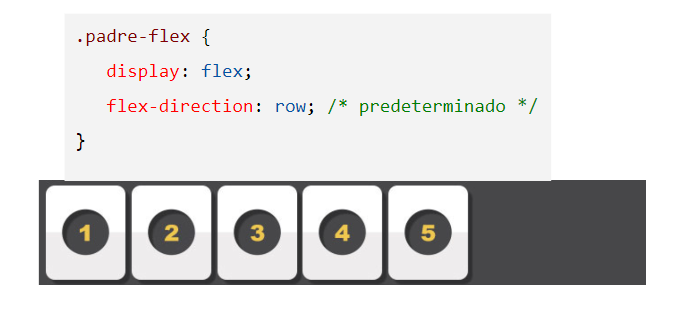 .padre-flex {
display: flex;
flex-direction: row; /* predeterminado */
}
1 2 3 4 5